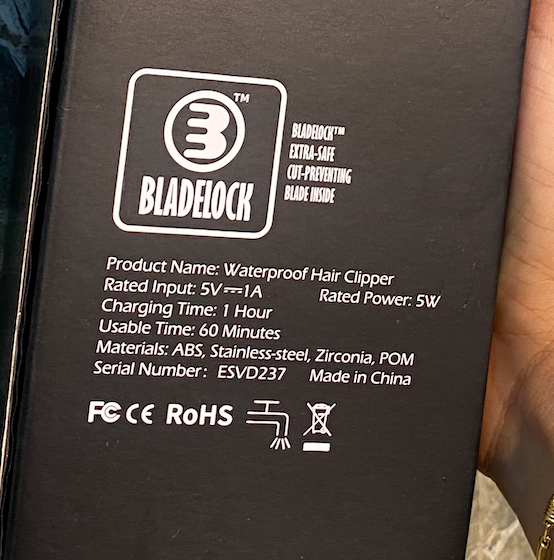 TM
BLADELOCK
BLADELOCK™
EXTRA-SAFE
CUT-PREVENTING
BLADE INSIDE
Product Name: Waterproof Hair Clipper
Rated Input: 5V⎓1A Rated Power: 5W
Charging Time: 1 Hour
Usable Time: 60 Minutes
Materials: ABS, Stainless-steel, Zirconia, POM
Serial Number: ESVD237 Made in China
FC CE RoHS